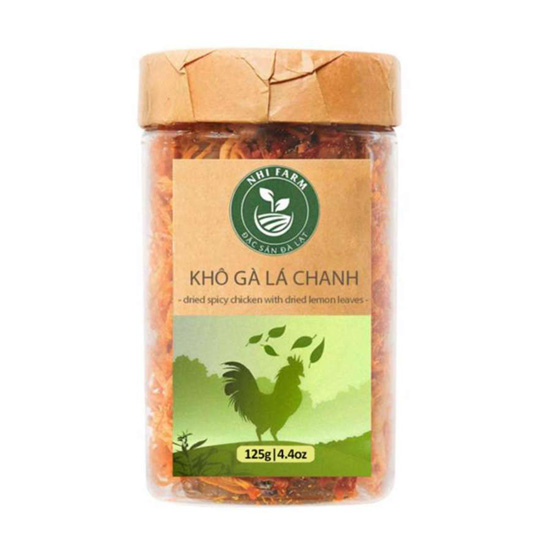 NHI FARM
ĐẶC SẢN ĐÀ LẠT
KHÔ GÀ LÁ CHANH
- dried spicy chicken with dried lemon leaves -
125g|4.4oz